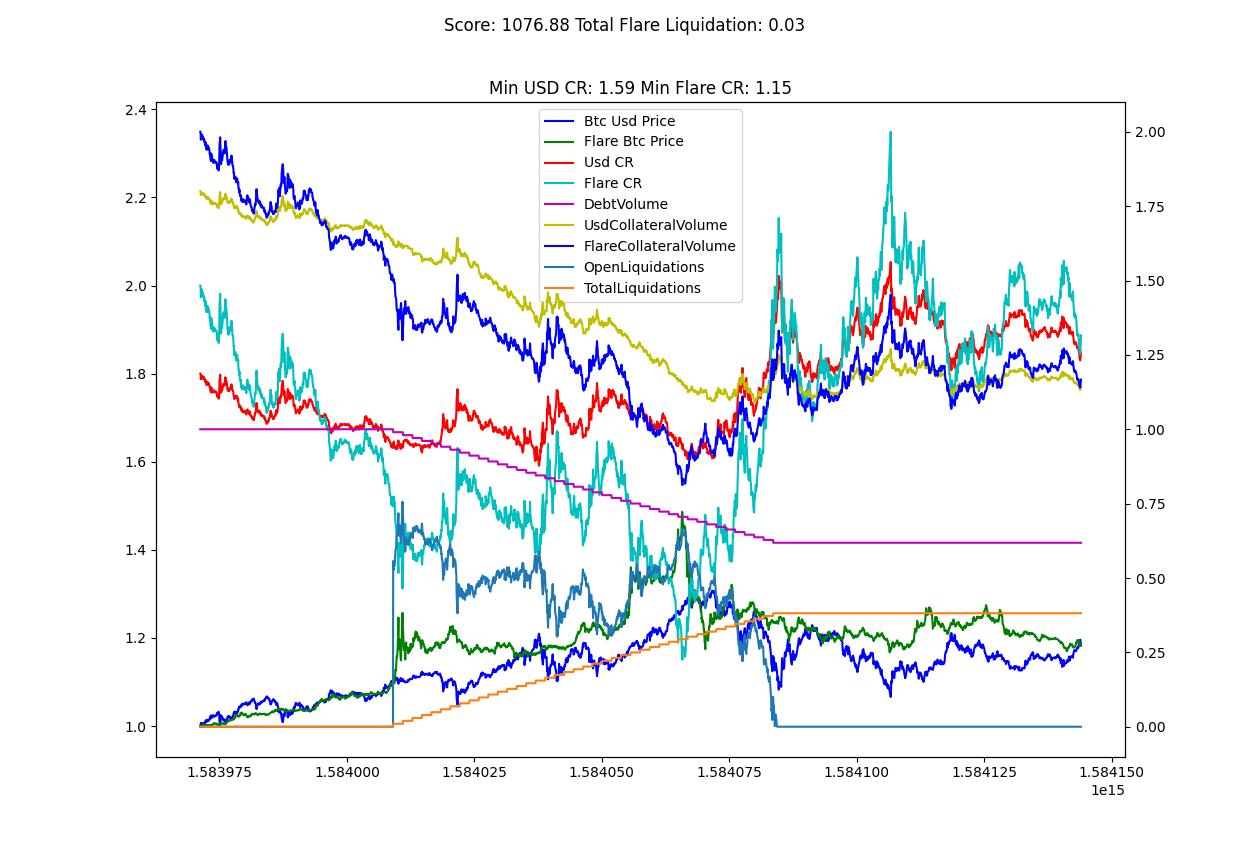 Score: 1076.88 Total Flare Liquidation: 0.03
Min USD CR: 1.59 Min Flare CR: 1.15
2.4
2.2
2.0
1.8
1.6
1.4
1.2
1.0
Btc Usd Price
Flare Btc Price
Usd CR
Flare CR
DebtVolume
UsdCollateralVolume
FlareCollateralVolume
OpenLiquidations
TotalLiquidations
2.00
1.75
1.50
1.25
1.00
0.75
0.50
0.25
0.00
1.583975 1.584000 1.584025 1.584050 1.584075 1.584100 1.584125 1.584150
1e15